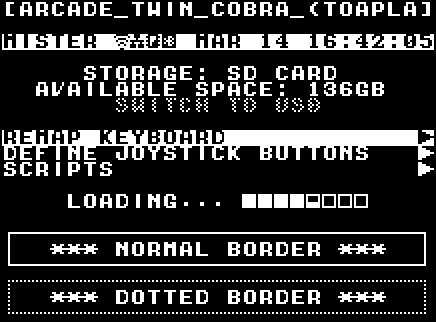 [ARCADE_TWIN_COBRA_(TOAPLA]
MISTER MAR 14 16:42:05
STORAGE: SD CARD
AVAILABLE SPACE: 136GB
SWITCH TO USB
REMAP KEYBOARD
DEFINE JOYSTICK BUTTONS
SCRIPTS
LOADING...
*** NORMAL BORDER ***
*** DOTTED BORDER ***